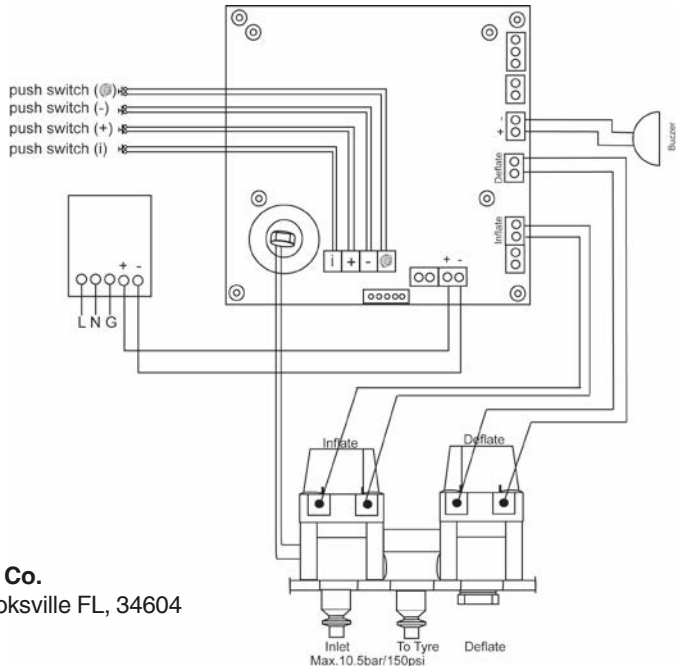 push switch (@)
push switch (-)
push switch (+)
push switch (i)
-
+
Buzzer
Deflate
Inflate
i + - @
+ -
+ -
L N G
Inflate
Deflate
Co.
oksville FL, 34604
Inlet
To Tyre
Deflate
Max.10.5bar/150psi